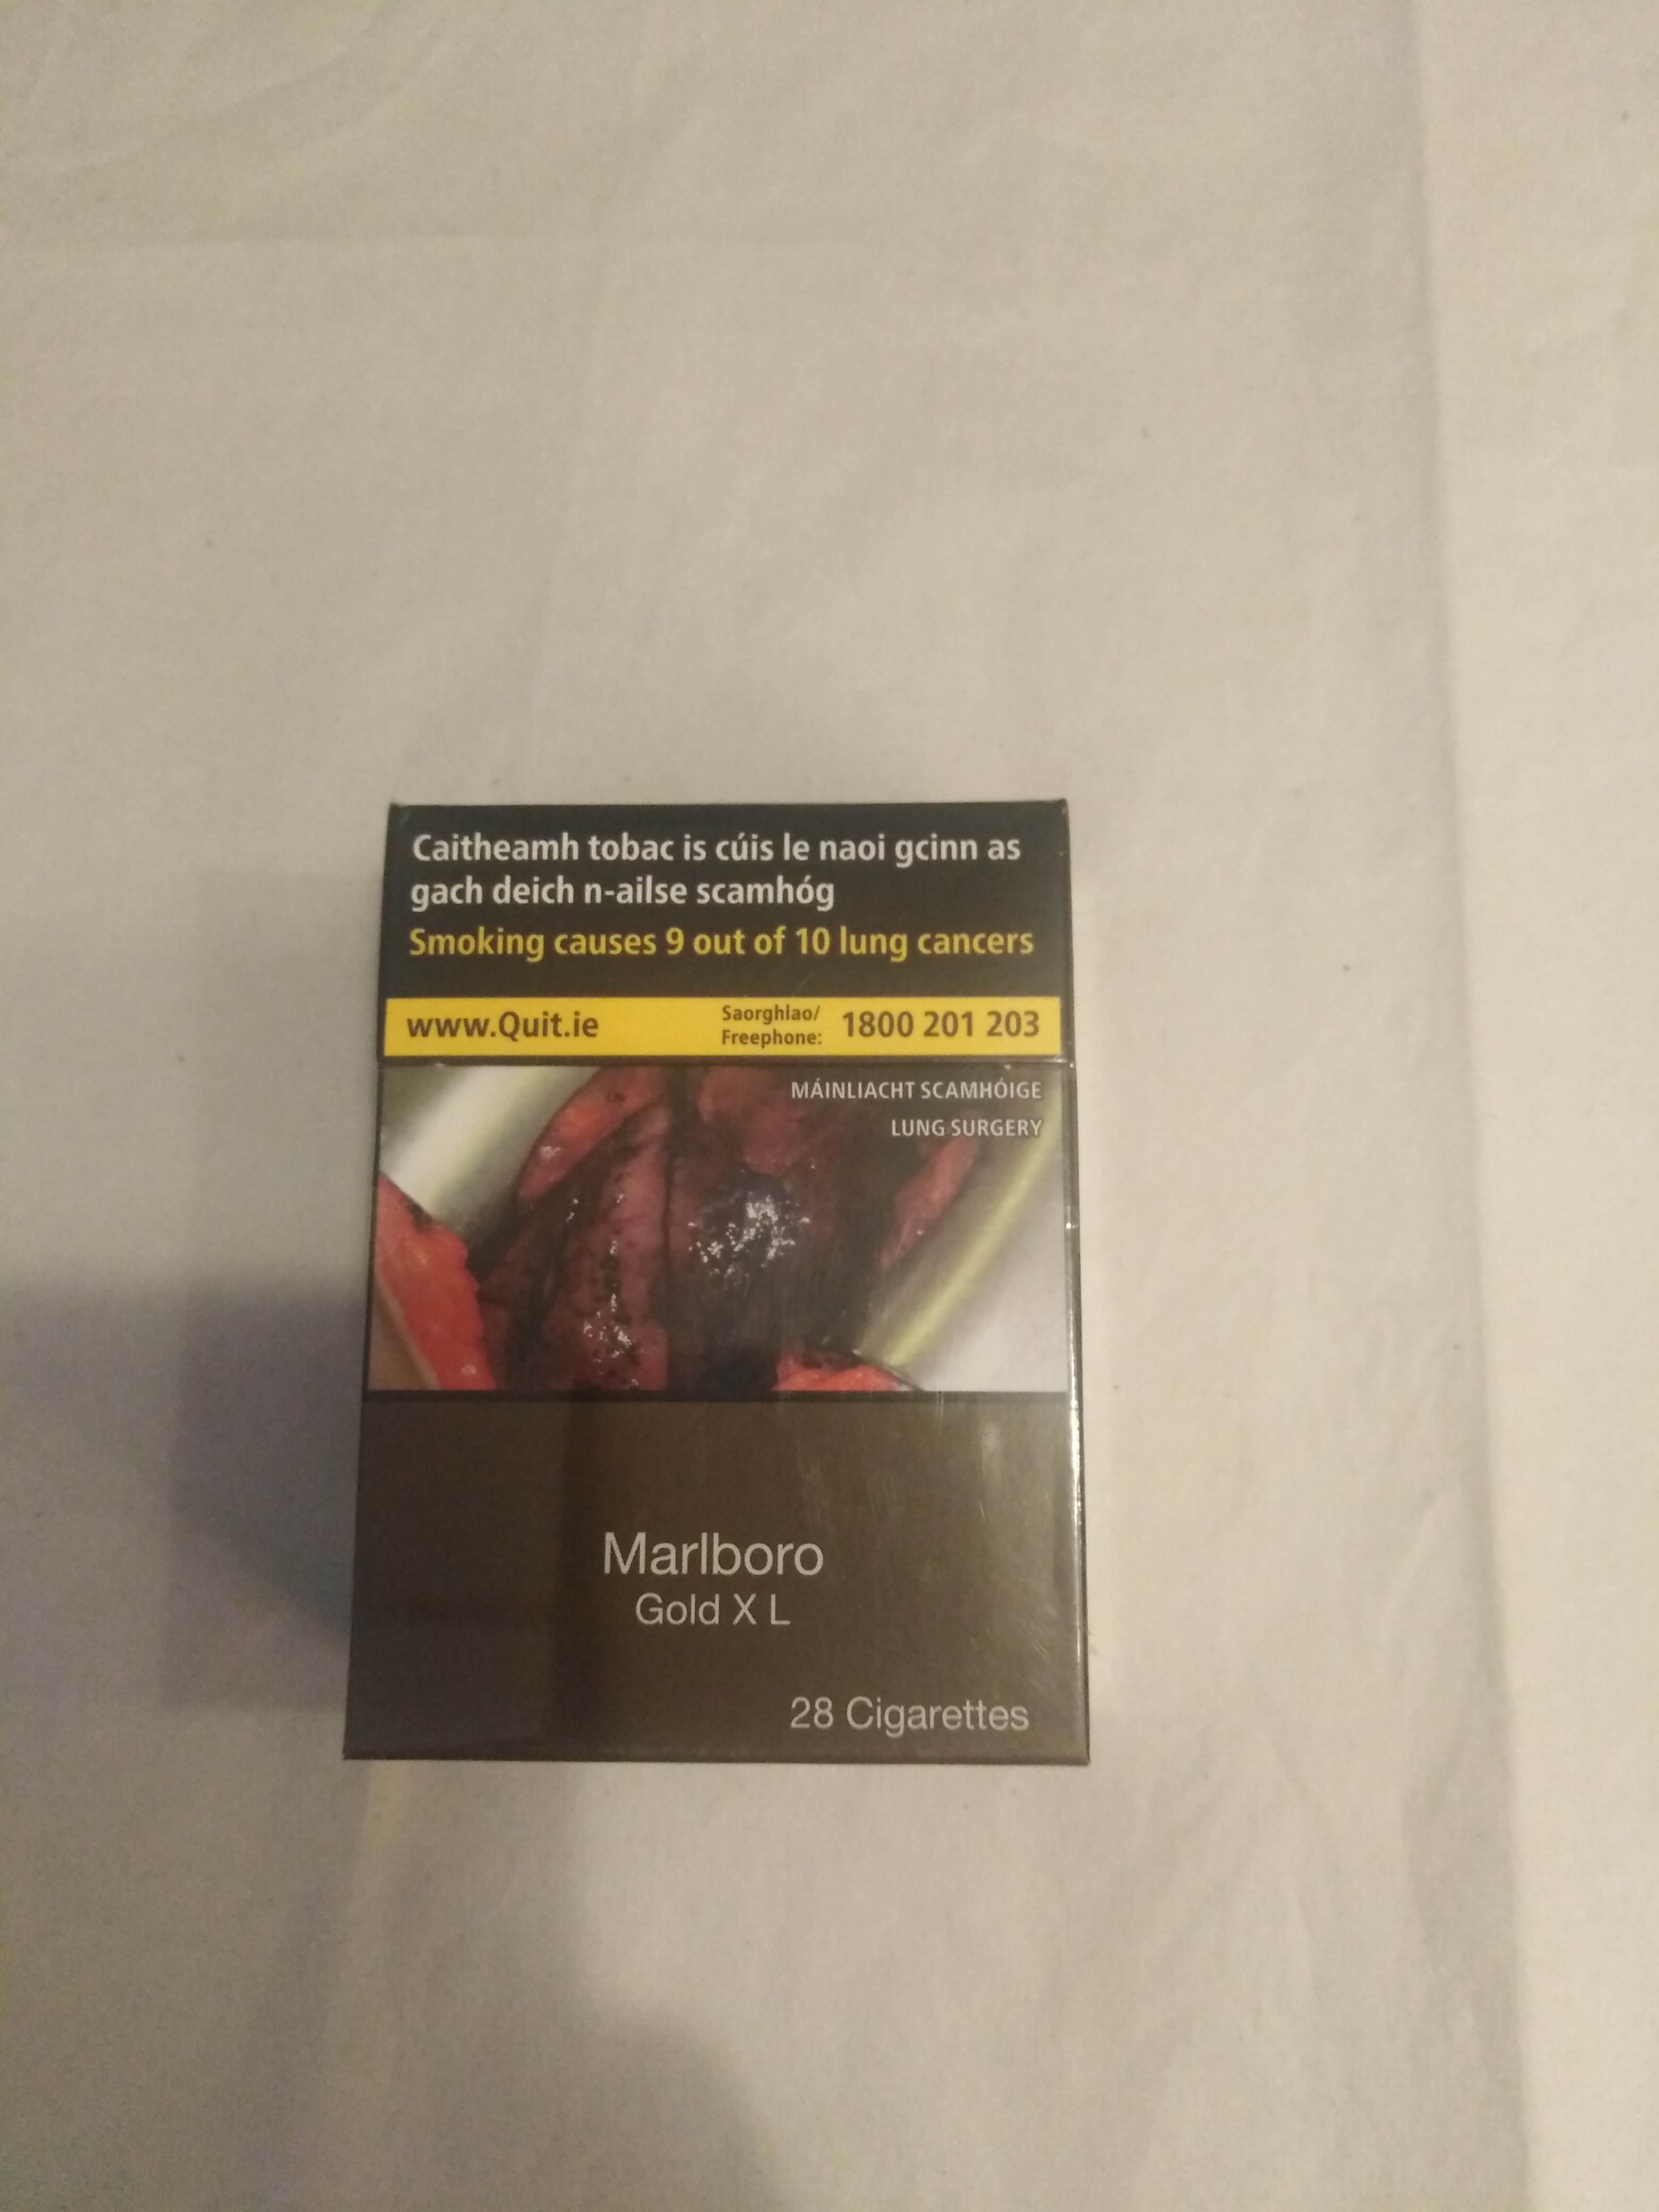 Caitheamh tobac is cúis le naoi gcinn as
gach deich n-ailse scamhóg
Smoking causes 9 out of 10 lung cancers
www.Quit.ie Saorghlao/ Freephone: 1800 201 203
MÁINLIACHT SCAMHÓIGE
LUNG SURGERY
Marlboro
Gold X L
28 Cigarettes